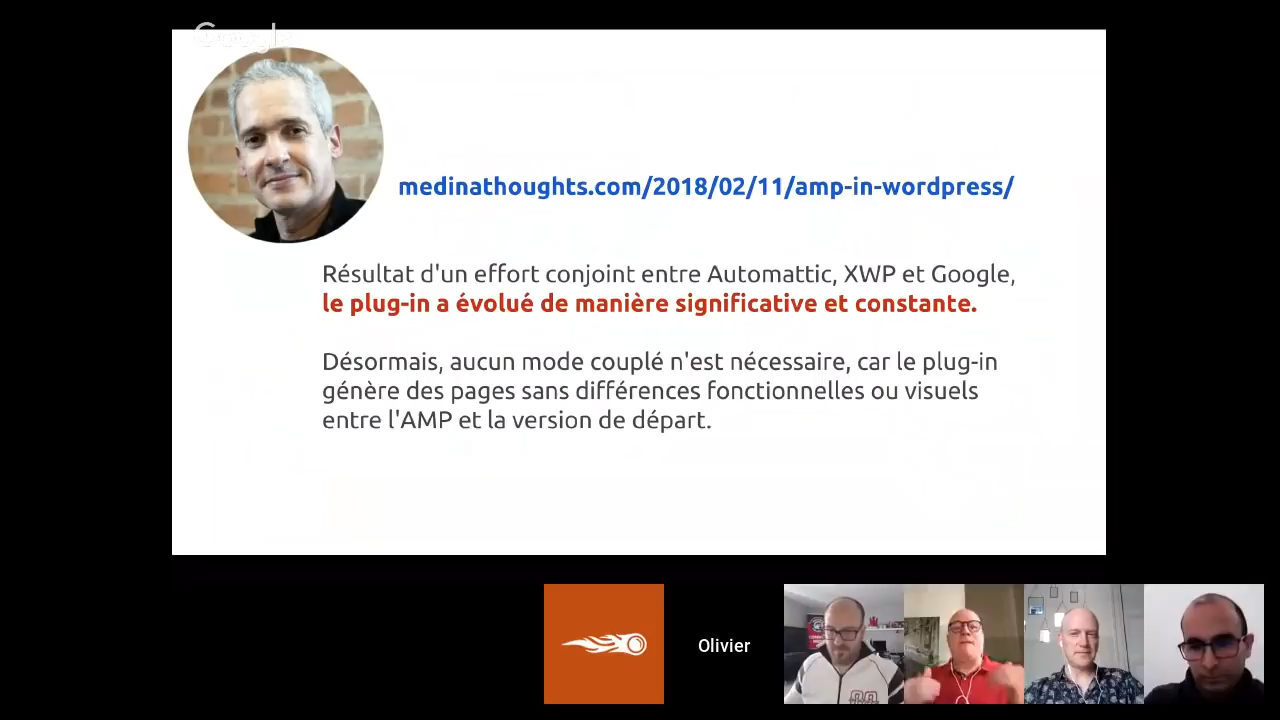 Google
medinathoughts.com/2018/02/11/amp-in-wordpress/
Résultat d'un effort conjoint entre Automattic, XWP et Google,
le plug-in a évolué de manière significative et constante.
Désormais, aucun mode couplé n'est nécessaire, car le plug-in
génère des pages sans différences fonctionnelles ou visuels
entre l'AMP et la version de départ.
Olivier